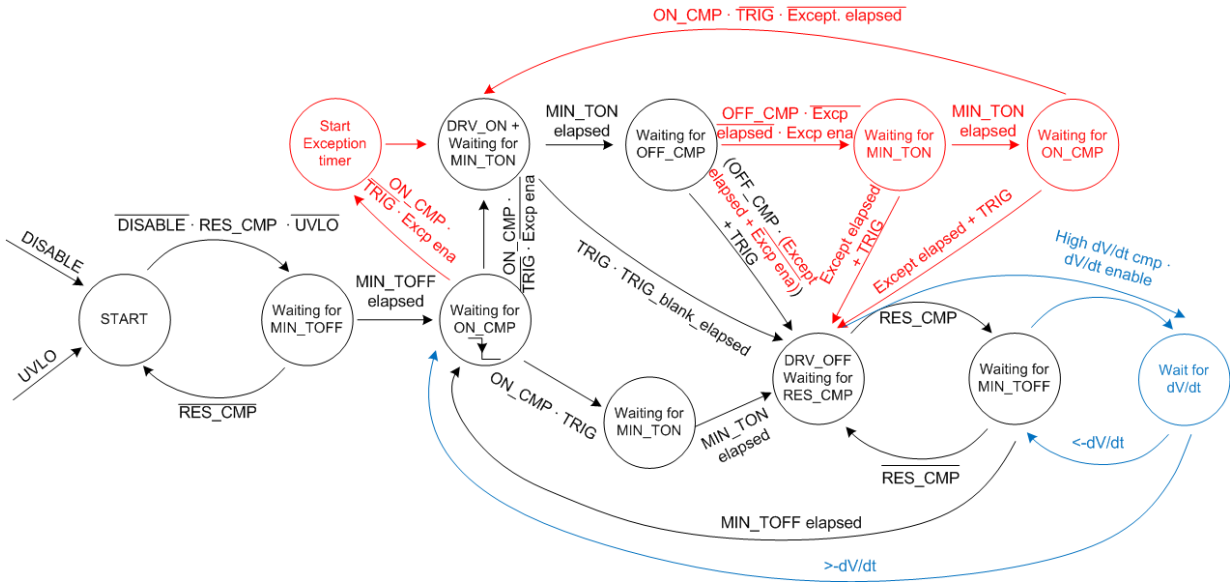 ON_CMP · TRIG · Except. elapsed
Start
Exception
timer
DRV_ON +
Waiting for
MIN_TON
MIN_TON
elapsed
Waiting for
OFF_CMP
OFF_CMP · Excp
elapsed · Excp ena
Waiting for
MIN_TON
MIN_TON
elapsed
Waiting for
ON_CMP
ON_CMP ·
TRIG · Excp ena
ON_CMP ·
TRIG · Excp ena
(OFF_CMP · (Except
elapsed + Excp ena))
+ TRIG
Except elapsed
+ TRIG
Except elapsed + TRIG
High dV/dt cmp ·
dV/dt enable
DISABLE
DISABLE · RES_CMP · UVLO
TRIG · TRIG_blank_elapsed
START
Waiting for
MIN_TOFF
MIN_TOFF
elapsed
Waiting for
ON_CMP
RES_CMP
UVLO
RES_CMP
ON_CMP · TRIG
Waiting for
MIN_TON
MIN_TON
elapsed
DRV_OFF
Waiting for
RES_CMP
Waiting for
MIN_TOFF
Wait for
dV/dt
<-dV/dt
RES_CMP
MIN_TOFF elapsed
>-dV/dt